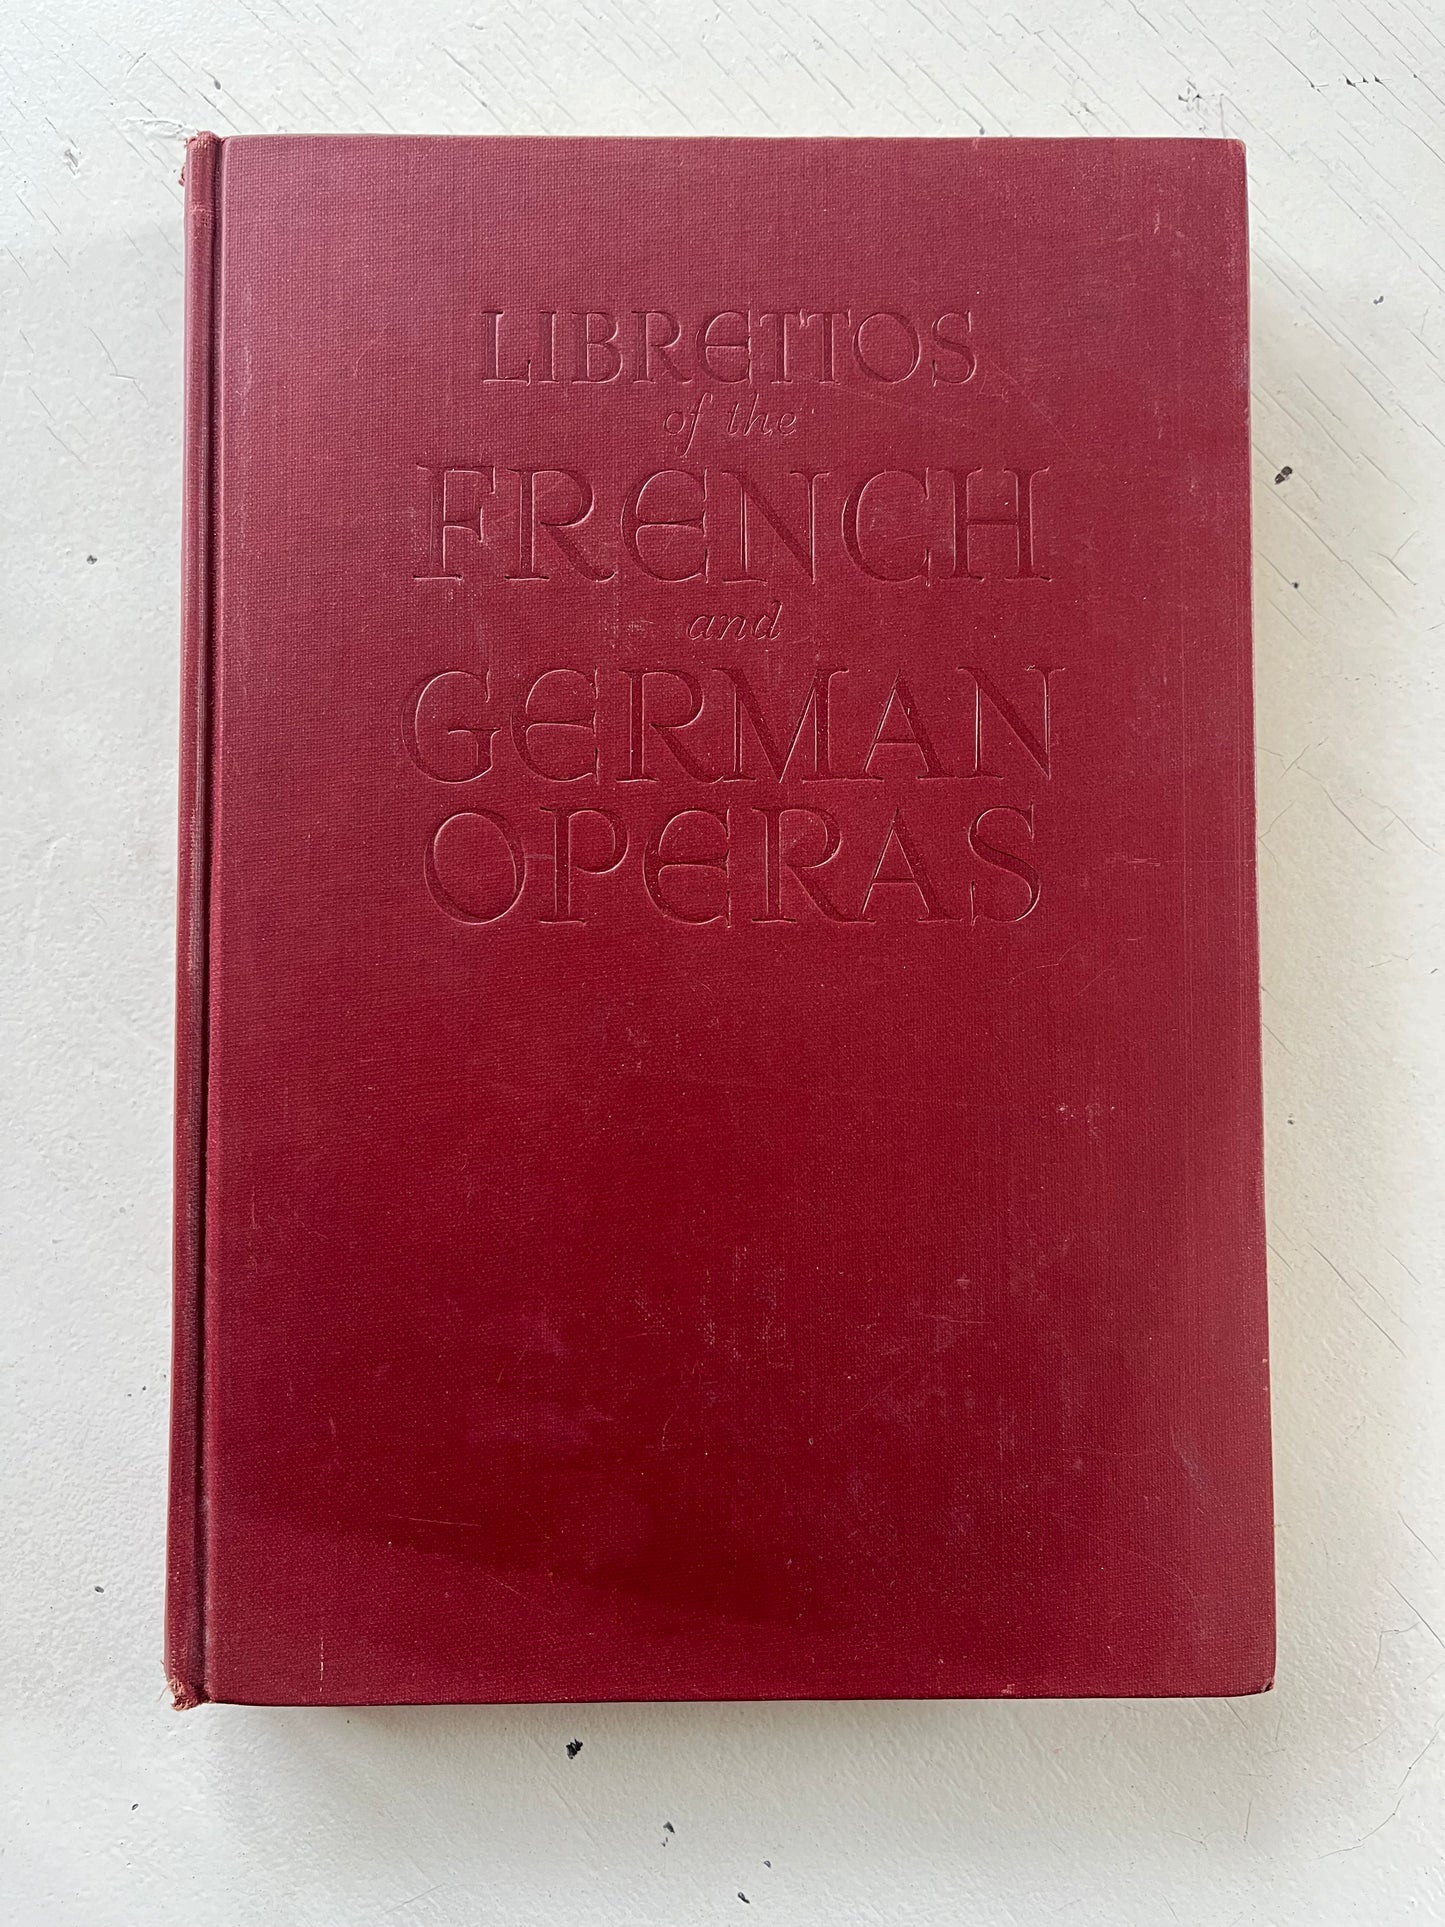 LIBRETTOS
of the
FRENCH
and
GERMAN
OPERAS